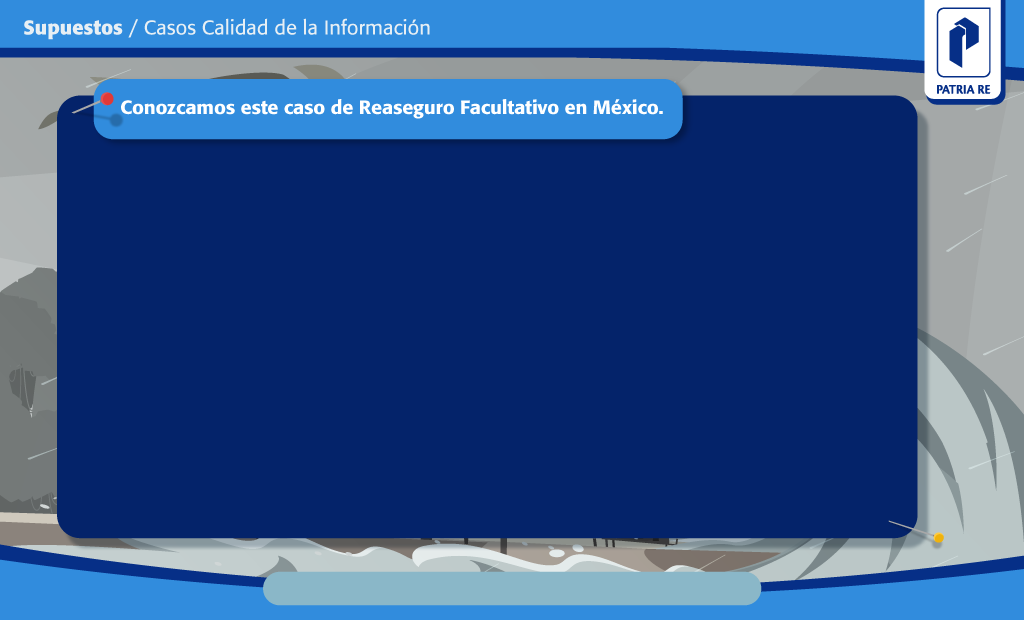 Supuestos / Casos Calidad de la Información
PATRIA RE
Conozcamos este caso de Reaseguro Facultativo en México.